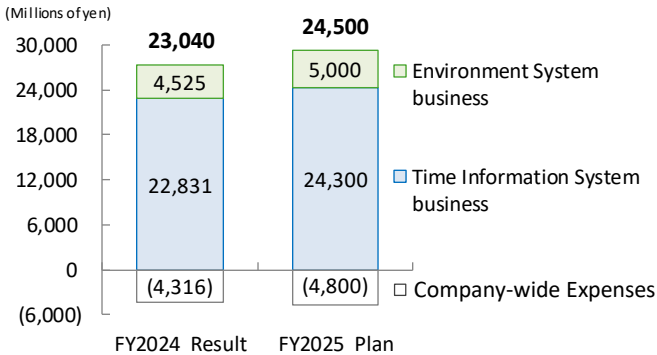 (Millions of yen)
23,040
24,500
30,000
24,000
18,000
12,000
6,000
0
(6,000)
4,525
5,000
22,831
24,300
(4,316)
(4,800)
Environment System
business
Time Information System
business
Company-wide Expenses
FY2024 Result
FY2025 Plan